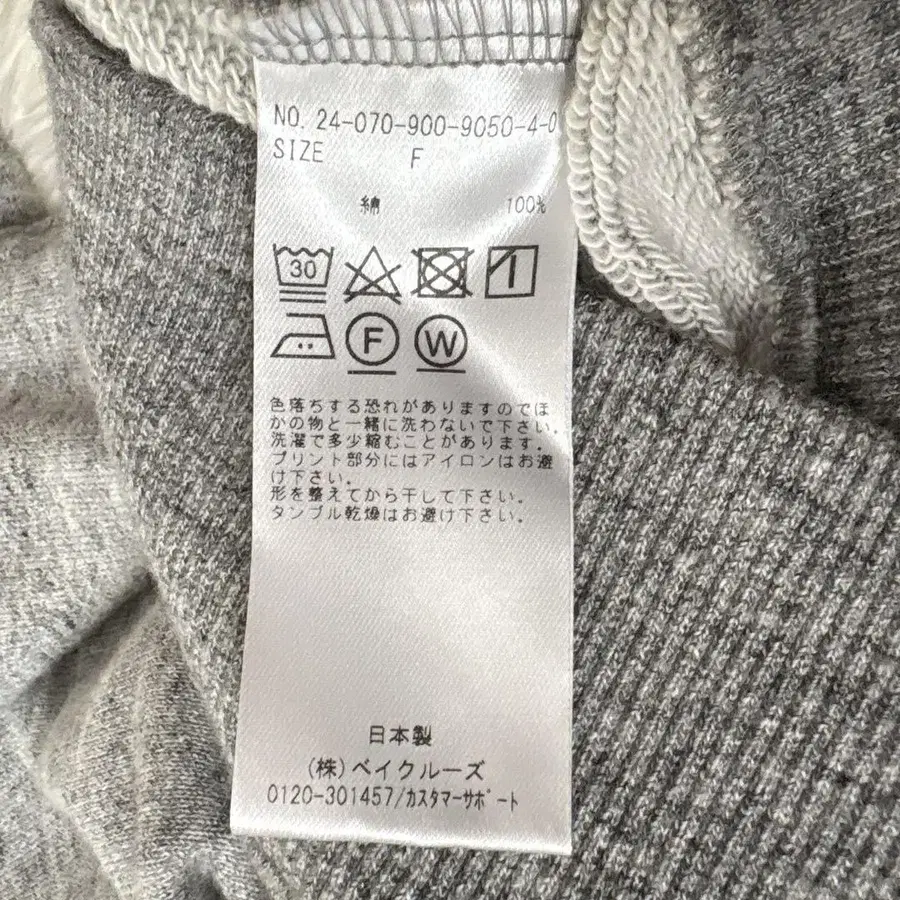 NO. 24-070-900-9050-4-0
SIZE F
綿 100%
30
F W
色落ちする恐れがありますのでほ
かの物と一緒に洗わないで下さい。
洗濯で多少縮むことがあります。
プリント部分にはアイロンはお避
け下さい。
形を整えてから干して下さい。
タンブル乾燥はお避け下さい。
日本製
(株)ベイクルーズ
0120-301457/カスタマーサポート